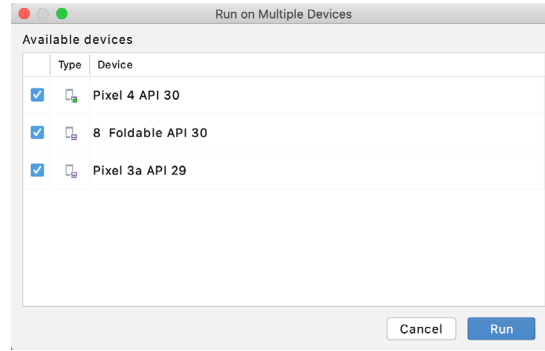 Run on Multiple Devices
Available devices
Type Device
Pixel 4 API 30
8 Foldable API 30
Pixel 3a API 29
Cancel Run